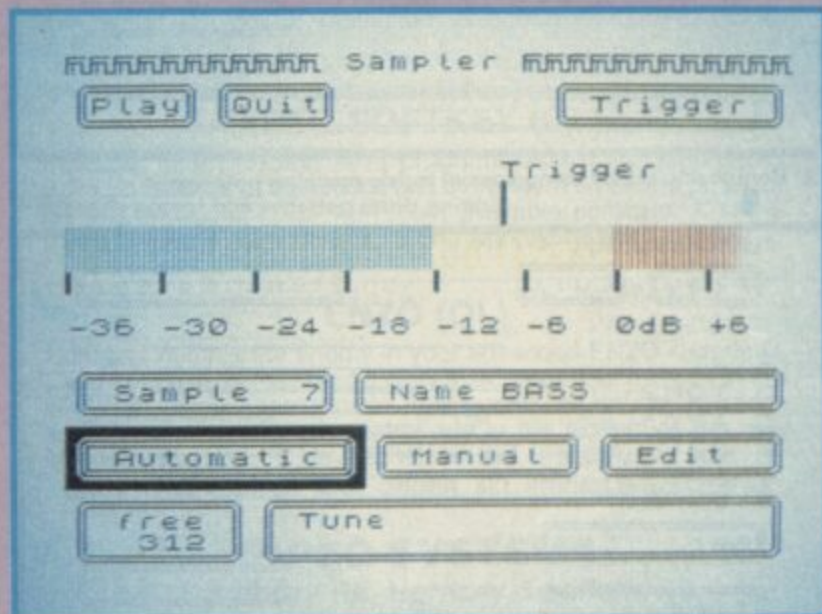 Sampler
Play Quit Trigger
Trigger
-36 -30 -24 -18 -12 -6 0dB +6
Sample 7 Name BASS
Automatic Manual Edit
free
312
Tune